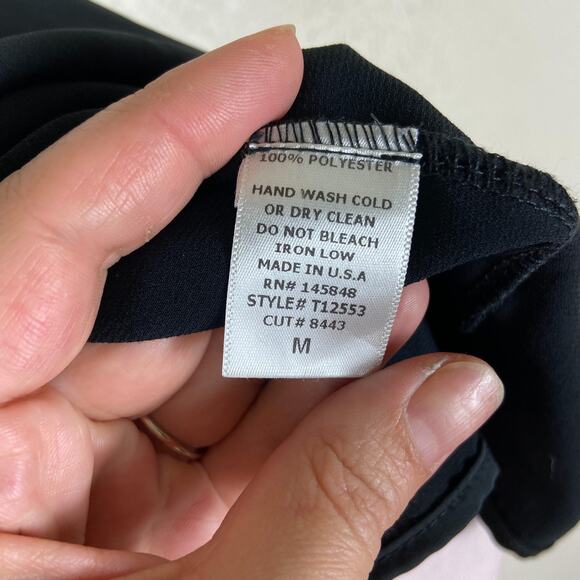 100% POLYESTER
HAND WASH COLD
OR DRY CLEAN
DO NOT BLEACH
IRON LOW
MADE IN U.S.A
RN# 145848
STYLE# T12553
CUT# 8443
M